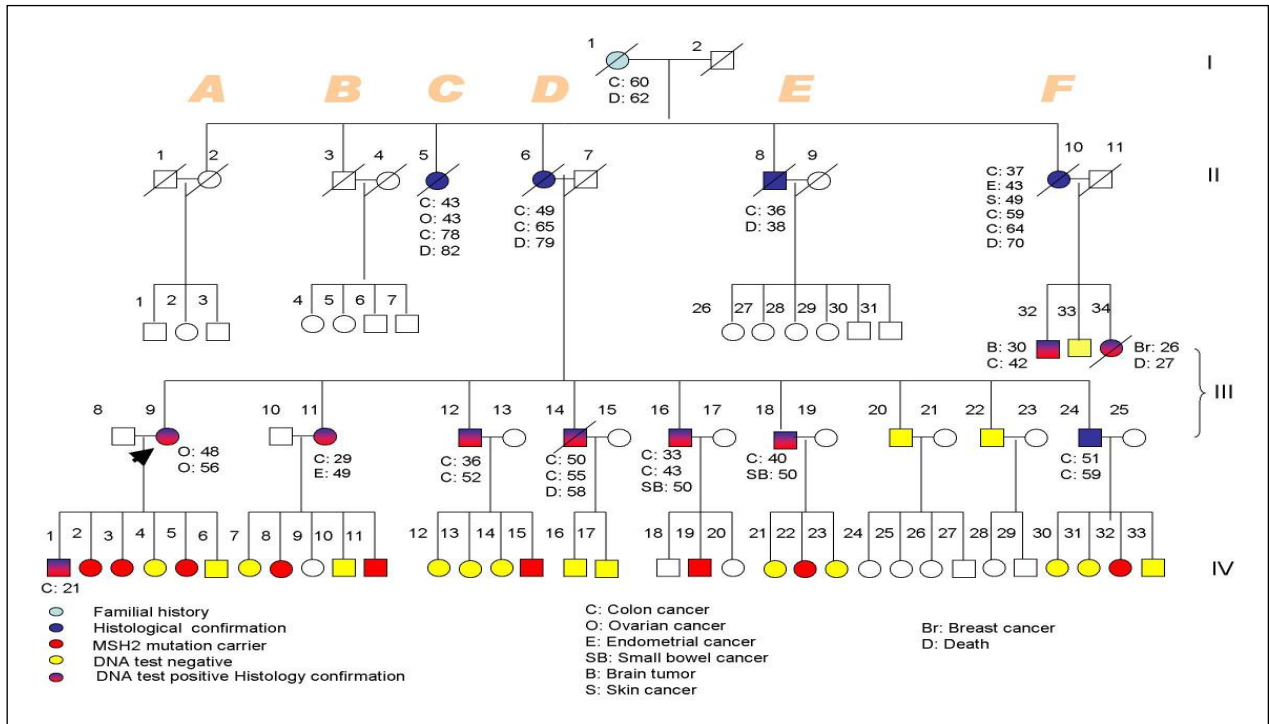 1 2 I
C: 60
D: 62
A B C D E F
1 2 3 4 5 6 7 8 9 10 11 II
C: 43
O: 43
C: 78
D: 82
C: 49
C: 65
D: 79
C: 36
D: 38
C: 37
E: 43
S: 49
C: 59
C: 64
D: 70
1 2 3 4 5 6 7 26 27 28 29 30 31 32 33 34
B: 30
C: 42
Br: 26
D: 27
III
8 9 10 11 12 13 14 15 16 17 18 19 20 21 22 23 24 25
O: 48
O: 56
C: 29
E: 49
C: 36
C: 52
C: 50
C: 55
D: 58
C: 33
C: 43
SB: 50
C: 40
SB: 50
C: 51
C: 59
1 2 3 4 5 6 7 8 9 10 11 12 13 14 15 16 17 18 19 20 21 22 23 24 25 26 27 28 29 30 31 32 33 IV
C: 21
Familial history
Histological confirmation
MSH2 mutation carrier
DNA test negative
DNA test positive Histology confirmation
C: Colon cancer
O: Ovarian cancer
E: Endometrial cancer
SB: Small bowel cancer
B: Brain tumor
S: Skin cancer
Br: Breast cancer
D: Death